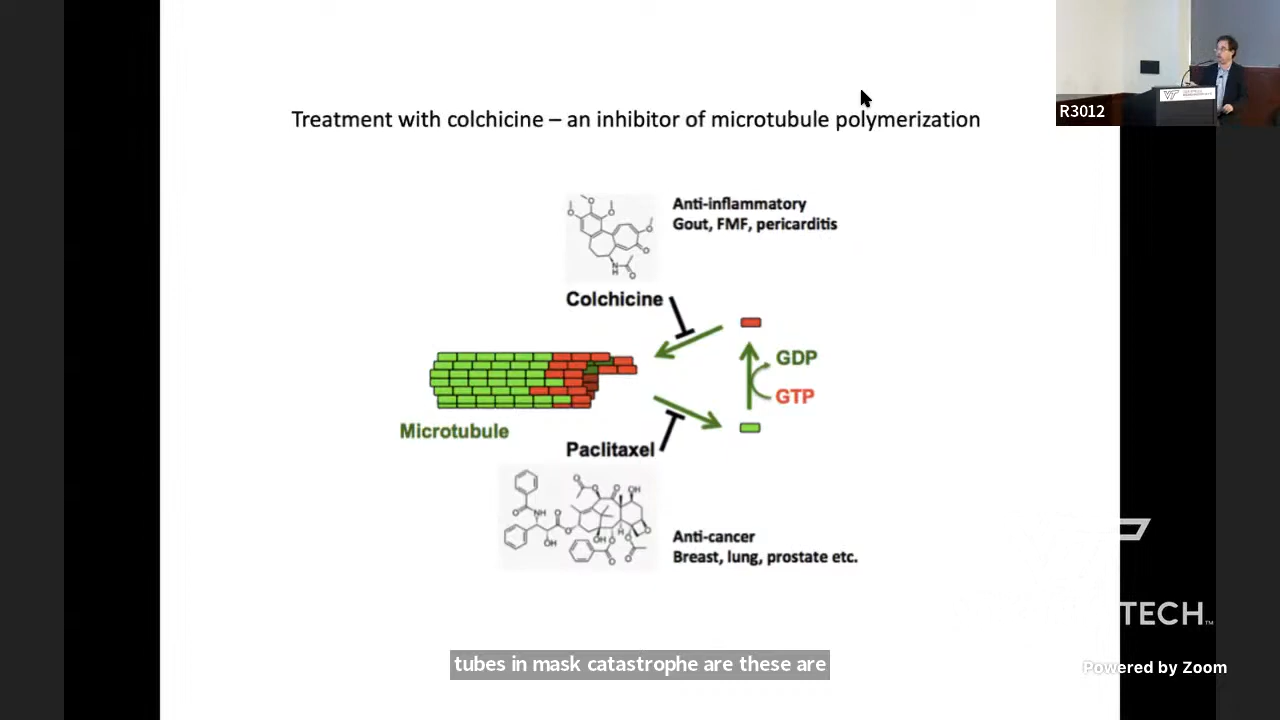 R3012
Treatment with colchicine – an inhibitor of microtubule polymerization
Anti-inflammatory
Gout, FMF, pericarditis
Colchicine
GDP
GTP
Microtubule
Paclitaxel
Anti-cancer
Breast, lung, prostate etc.
TECH™
tubes in mask catastrophe are these are
Powered by Zoom